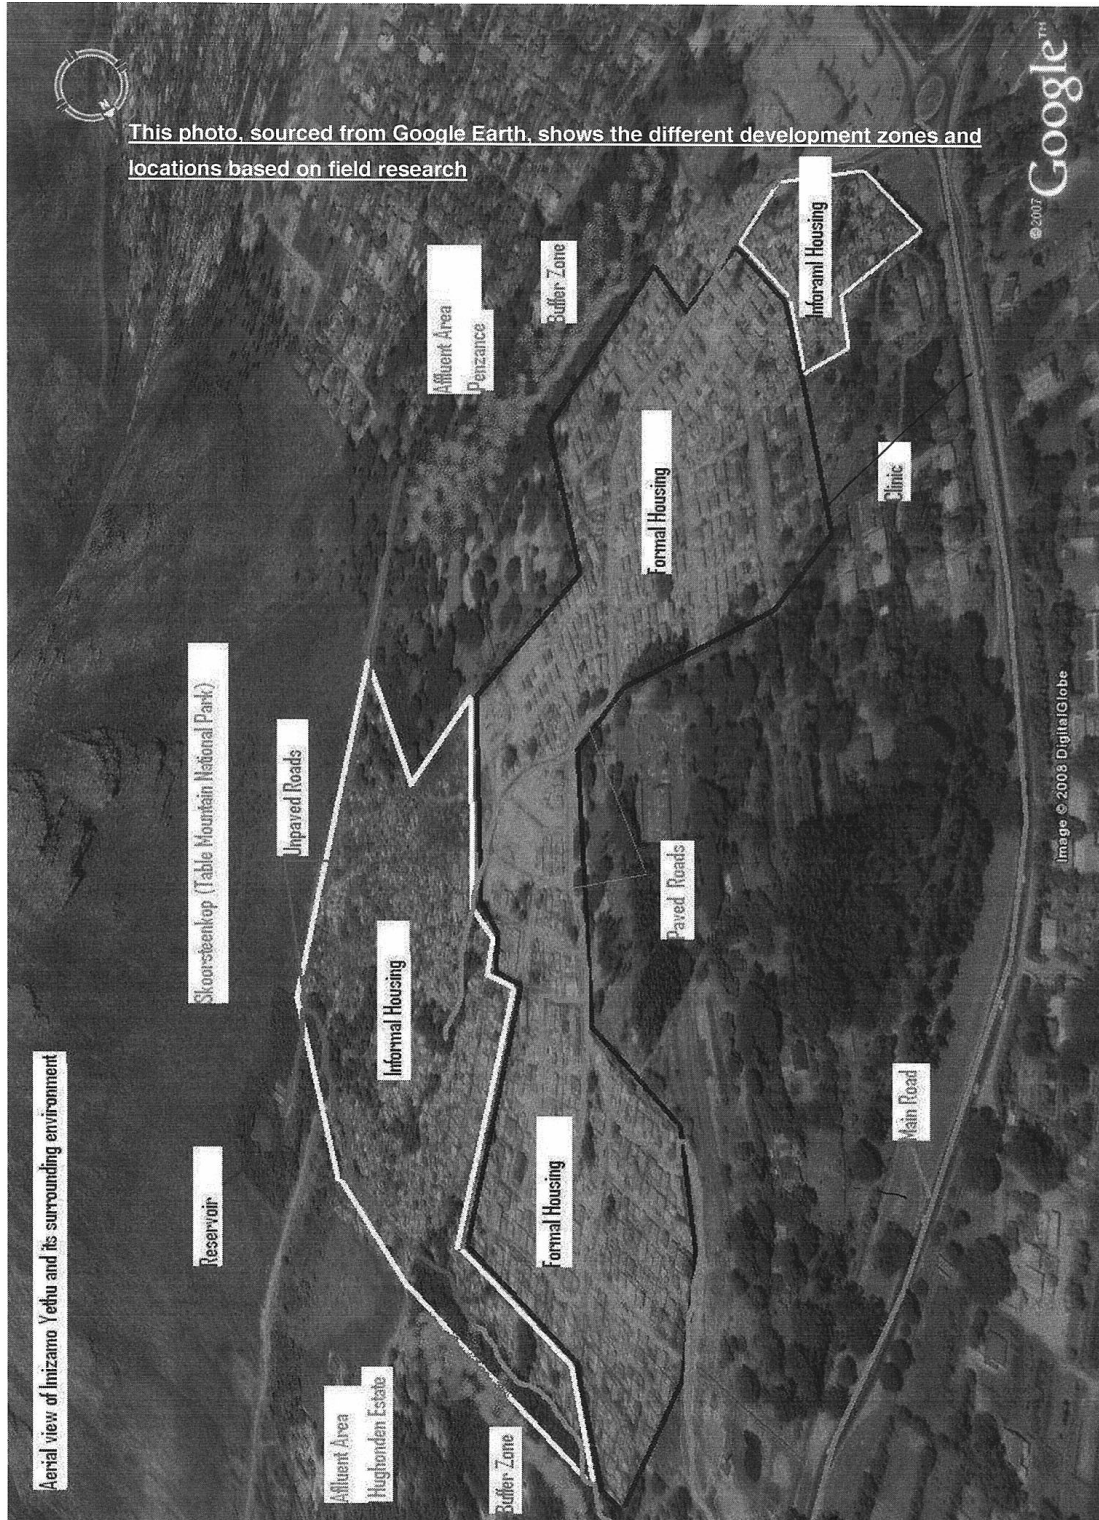 This photo, sourced from Google Earth, shows the different development zones and
locations based on field research
Aerial view of Imizamo Yethu and its surrounding environment
Reservoir
Skoorsteenkop (Table Mountain National Park)
Unpaved Roads
Affluent Area
Hughonden Estate
Buffer Zone
Informal Housing
Formal Housing
Affluent Area
Penzance
Buffer Zone
Formal Housing
Inforaml Housing
Paved Roads
Clinic
Main Road
Image © 2008 DigitalGlobe
© 2007 Google™
N